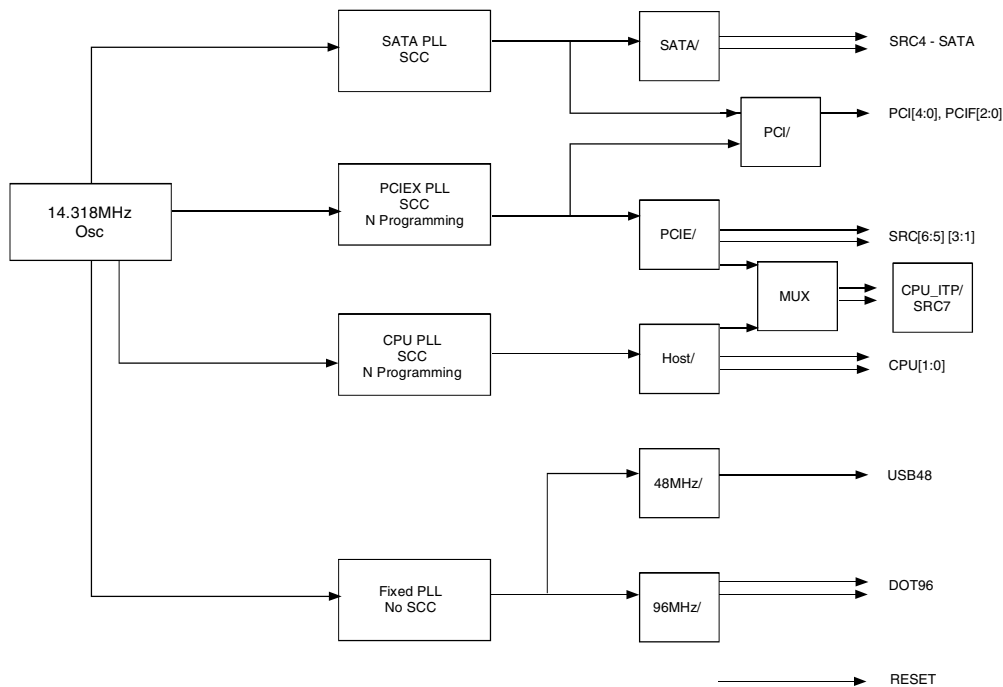 SATA PLL
SCC
SATA/
SRC4 - SATA
PCI/
PCI[4:0], PCIF[2:0]
14.318MHz
Osc
PCIEX PLL
SCC
N Programming
PCIE/
SRC[6:5] [3:1]
MUX
CPU_ITP/
SRC7
CPU PLL
SCC
N Programming
Host/
CPU[1:0]
48MHz/
USB48
Fixed PLL
No SCC
96MHz/
DOT96
RESET